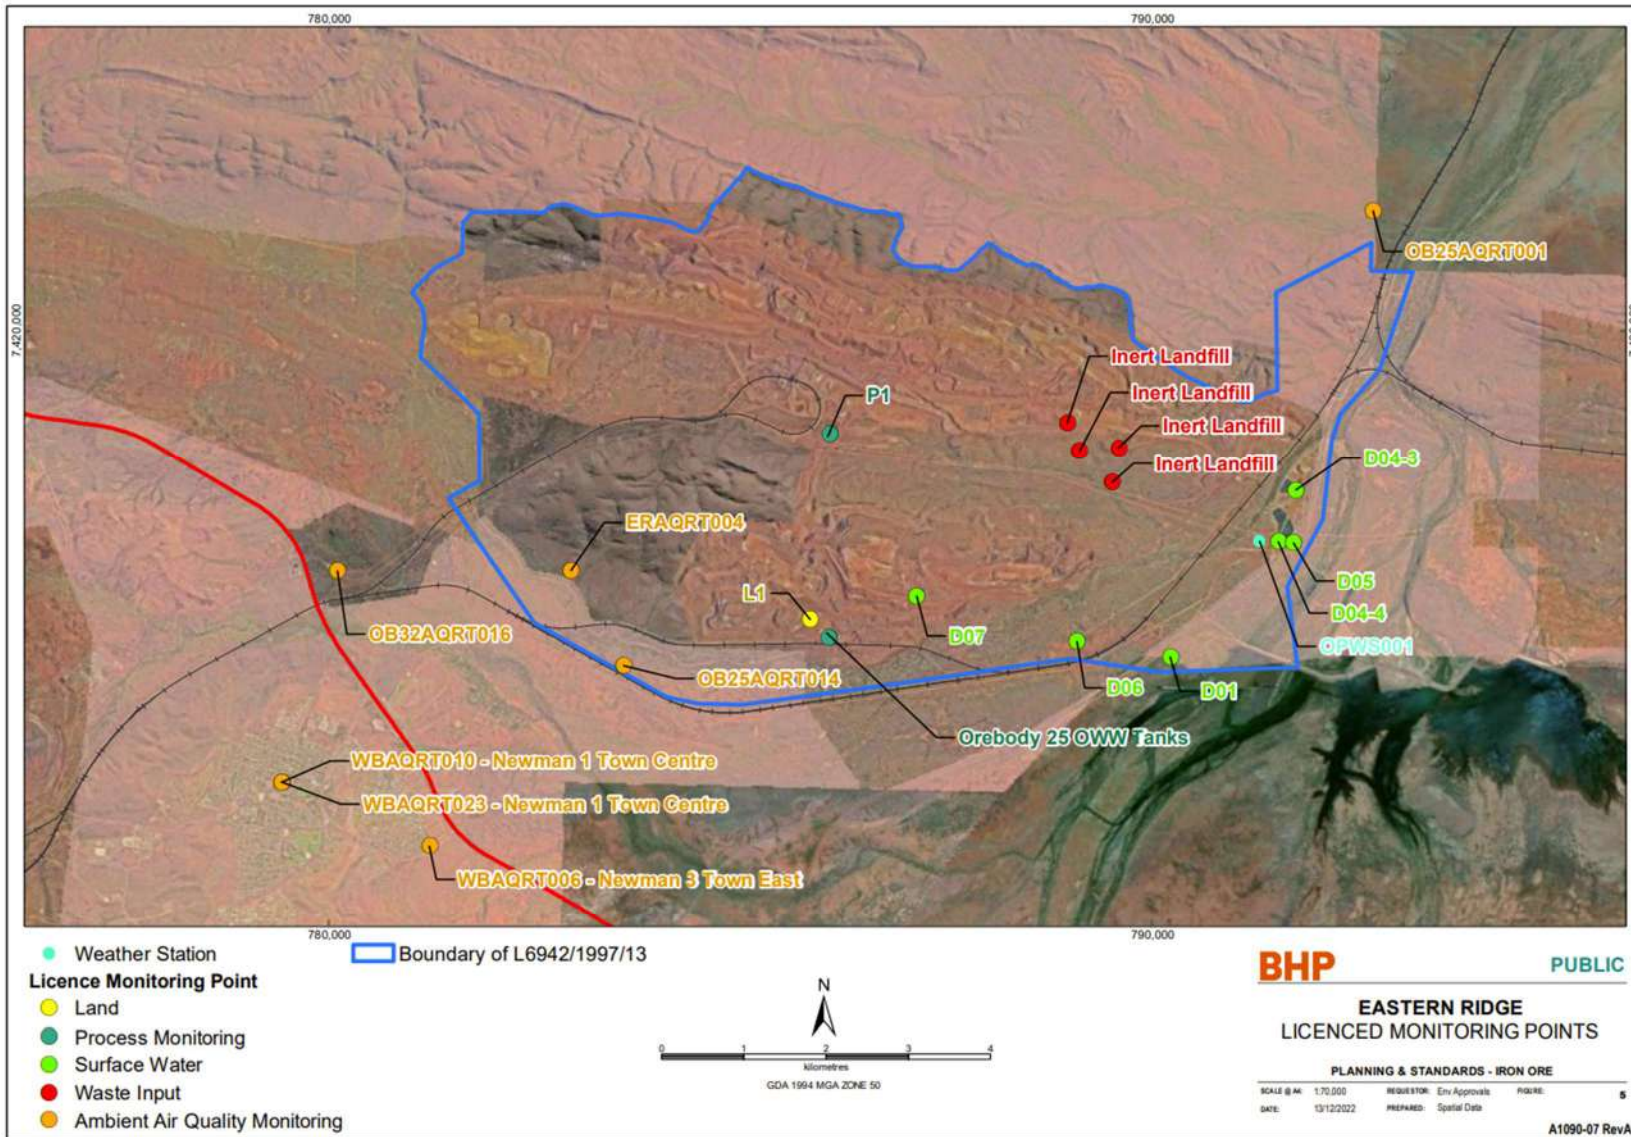 780,000
790,000
7,420,000
OB25AQRT001
Inert Landfill
P1
Inert Landfill
Inert Landfill
D04-3
Inert Landfill
ERAQRT004
D05
L1
D04-4
OB32AQRT016
D07
OPWS001
OB25AQRT014
D06
D01
Orebody 25 OWW Tanks
WBAQRT010 - Newman 1 Town Centre
WBAQRT023 - Newman 1 Town Centre
WBAQRT006 - Newman 3 Town East
780,000
790,000
Weather Station
Boundary of L6942/1997/13
Licence Monitoring Point
Land
Process Monitoring
Surface Water
Waste Input
Ambient Air Quality Monitoring
N
0 1 2 3 4
kilometres
GDA 1994 MGA ZONE 50
BHP
PUBLIC
EASTERN RIDGE
LICENCED MONITORING POINTS
PLANNING & STANDARDS - IRON ORE
SCALE @ A4: 1:70,000 REQUESTOR: Env Approvals FIGURE: 5
DATE: 13/12/2022 PREPARED: Spatial Data
A1090-07 RevA